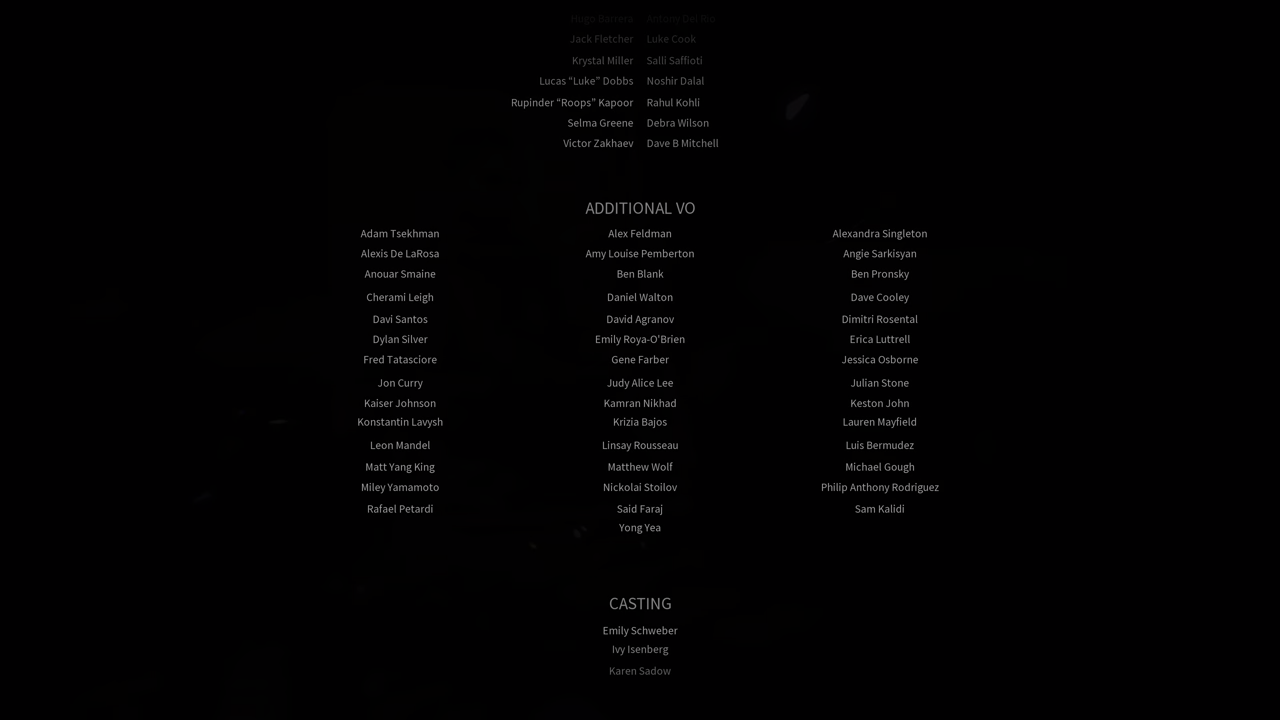 Hugo Barrera Antony Del Rio
Jack Fletcher Luke Cook
Krystal Miller Salli Saffioti
Lucas “Luke” Dobbs Noshir Dalal
Rupinder “Roops” Kapoor Rahul Kohli
Selma Greene Debra Wilson
Victor Zakhaev Dave B Mitchell
ADDITIONAL VO
Adam Tsekhman Alex Feldman Alexandra Singleton
Alexis De LaRosa Amy Louise Pemberton Angie Sarkisyan
Anouar Smaine Ben Blank Ben Pronsky
Cherami Leigh Daniel Walton Dave Cooley
Davi Santos David Agranov Dimitri Rosental
Dylan Silver Emily Roya-O'Brien Erica Luttrell
Fred Tatasciore Gene Farber Jessica Osborne
Jon Curry Judy Alice Lee Julian Stone
Kaiser Johnson Kamran Nikhad Keston John
Konstantin Lavysh Krizia Bajos Lauren Mayfield
Leon Mandel Linsay Rousseau Luis Bermudez
Matt Yang King Matthew Wolf Michael Gough
Miley Yamamoto Nickolai Stoilov Philip Anthony Rodriguez
Rafael Petardi Said Faraj Sam Kalidi
Yong Yea
CASTING
Emily Schweber
Ivy Isenberg
Karen Sadow